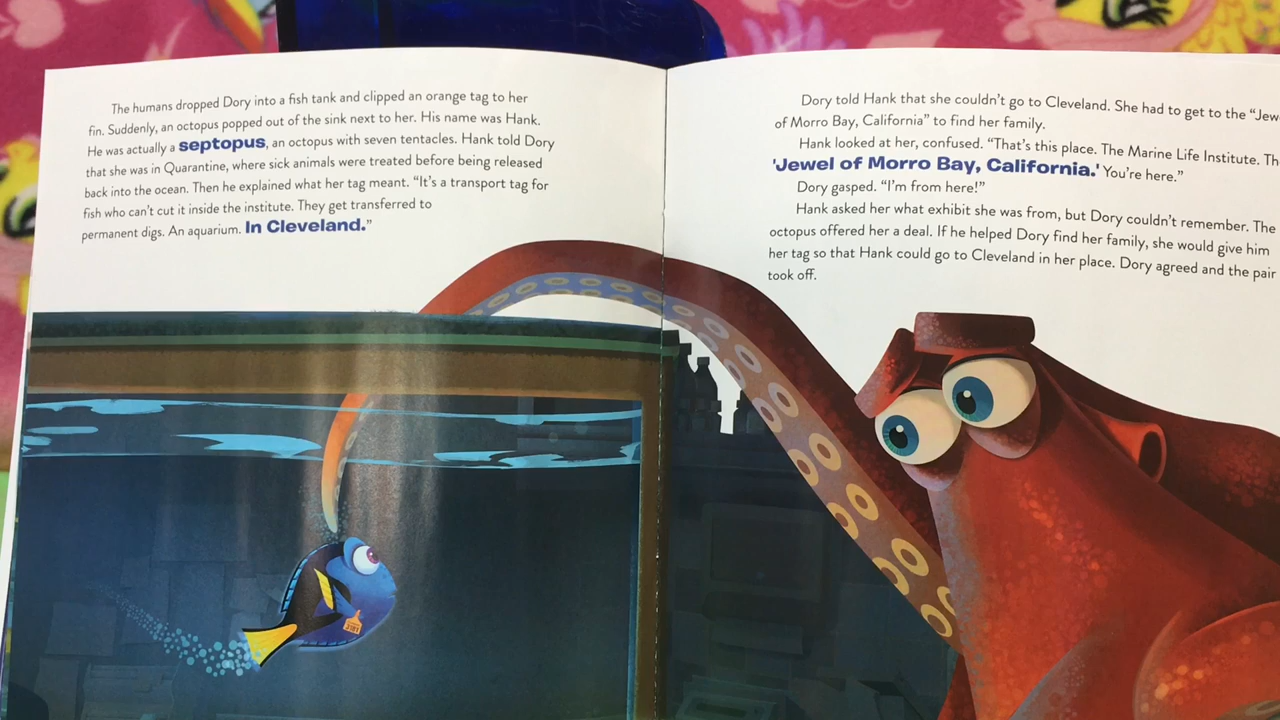 The humans dropped Dory into a fish tank and clipped an orange tag to her
fin. Suddenly, an octopus popped out of the sink next to her. His name was Hank.
He was actually a septopus, an octopus with seven tentacles. Hank told Dory
that she was in Quarantine, where sick animals were treated before being released
back into the ocean. Then he explained what her tag meant. “It’s a transport tag for
fish who can’t cut it inside the institute. They get transferred to
permanent digs. An aquarium. In Cleveland.”
Dory told Hank that she couldn’t go to Cleveland. She had to get to the
of Morro Bay, California” to find her family.
Hank looked at her, confused. “That’s this place. The Marine Life Institute.
'Jewel of Morro Bay, California.' You’re here.”
Dory gasped. “I’m from here!”
Hank asked her what exhibit she was from, but Dory couldn’t remember. The
octopus offered her a deal. If he helped Dory find her family, she would give him
her tag so that Hank could go to Cleveland in her place. Dory agreed and the pair
took off.